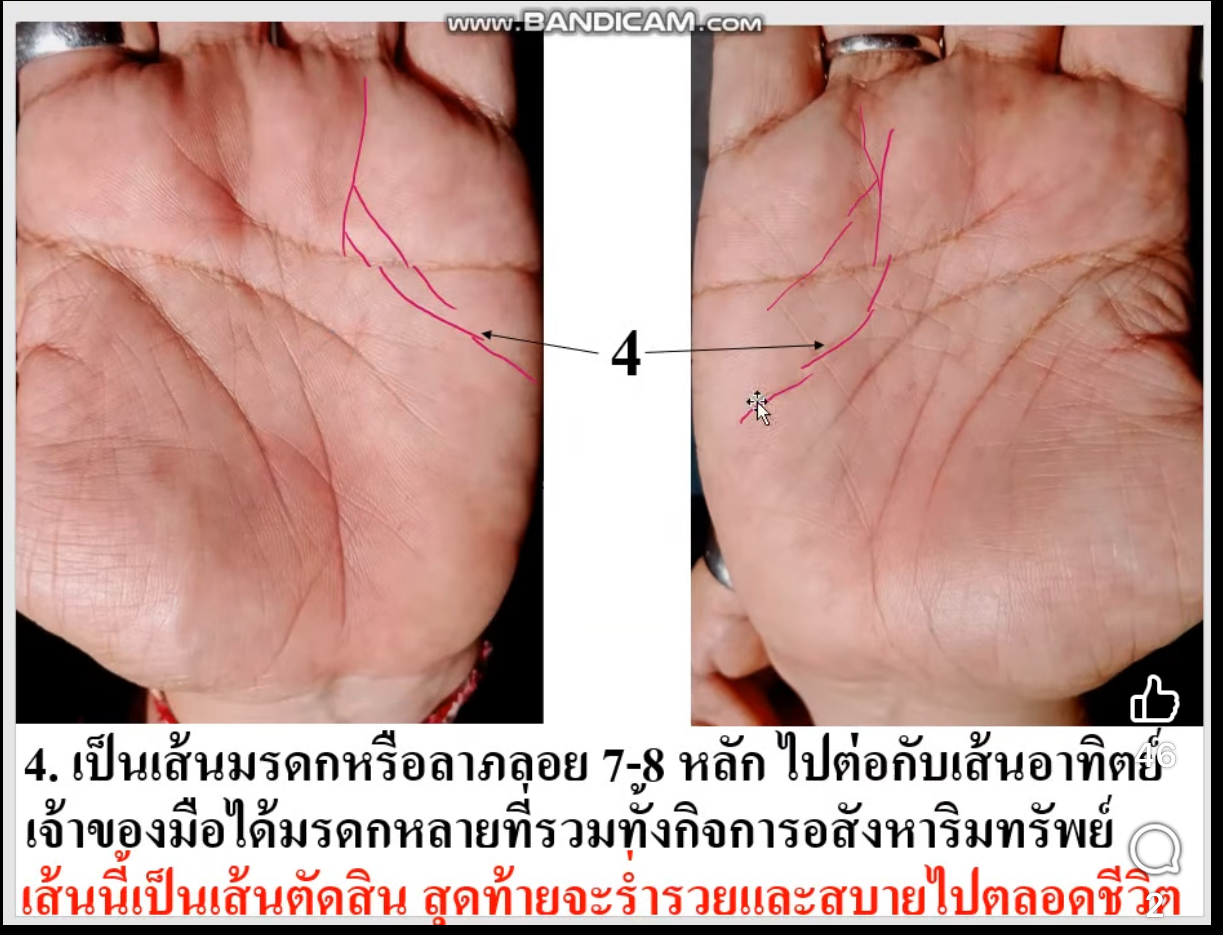 WWW.BANDICAM.COM
4
4. เป็นเส้นมรดกหรือลาภลอย 7-8 หลัก ไปต่อกับเส้นอาทิตย์
46
เจ้าของมือได้มรดกหลายที่รวมทั้งกิจการอสังหาริมทรัพย์
เส้นนี้เป็นเส้นตัดสิน สุดท้ายจะร่ำรวยและสบายไปตลอดชีวิต
2